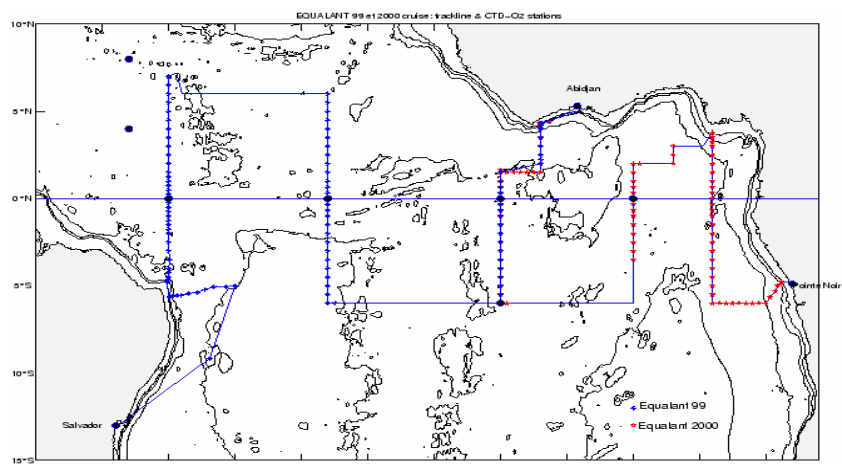 EQUALANT 99 et 2000 cruise: trackline & CTD-O2 stations
10°N
Abidjan
5°N
0°N
5°S
Pointe Noir
10°S
Equalant 99
Salvador
Equalant 2000
15°S